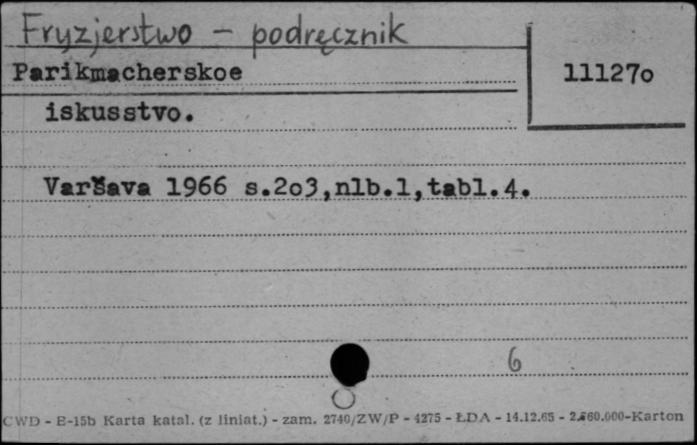 Fryzjerstwo - podręcznik
Parikmacherskoe
11127o
iskusstvo.
Varšava 1966 s.2o3,nlb.1,tabl.4.
6
CWD - E-15b Karta katal. (z liniat.) - zam. 2740/ZW/P - 4275 - ŁDA - 14.12.65 - 2.560.000-Karton